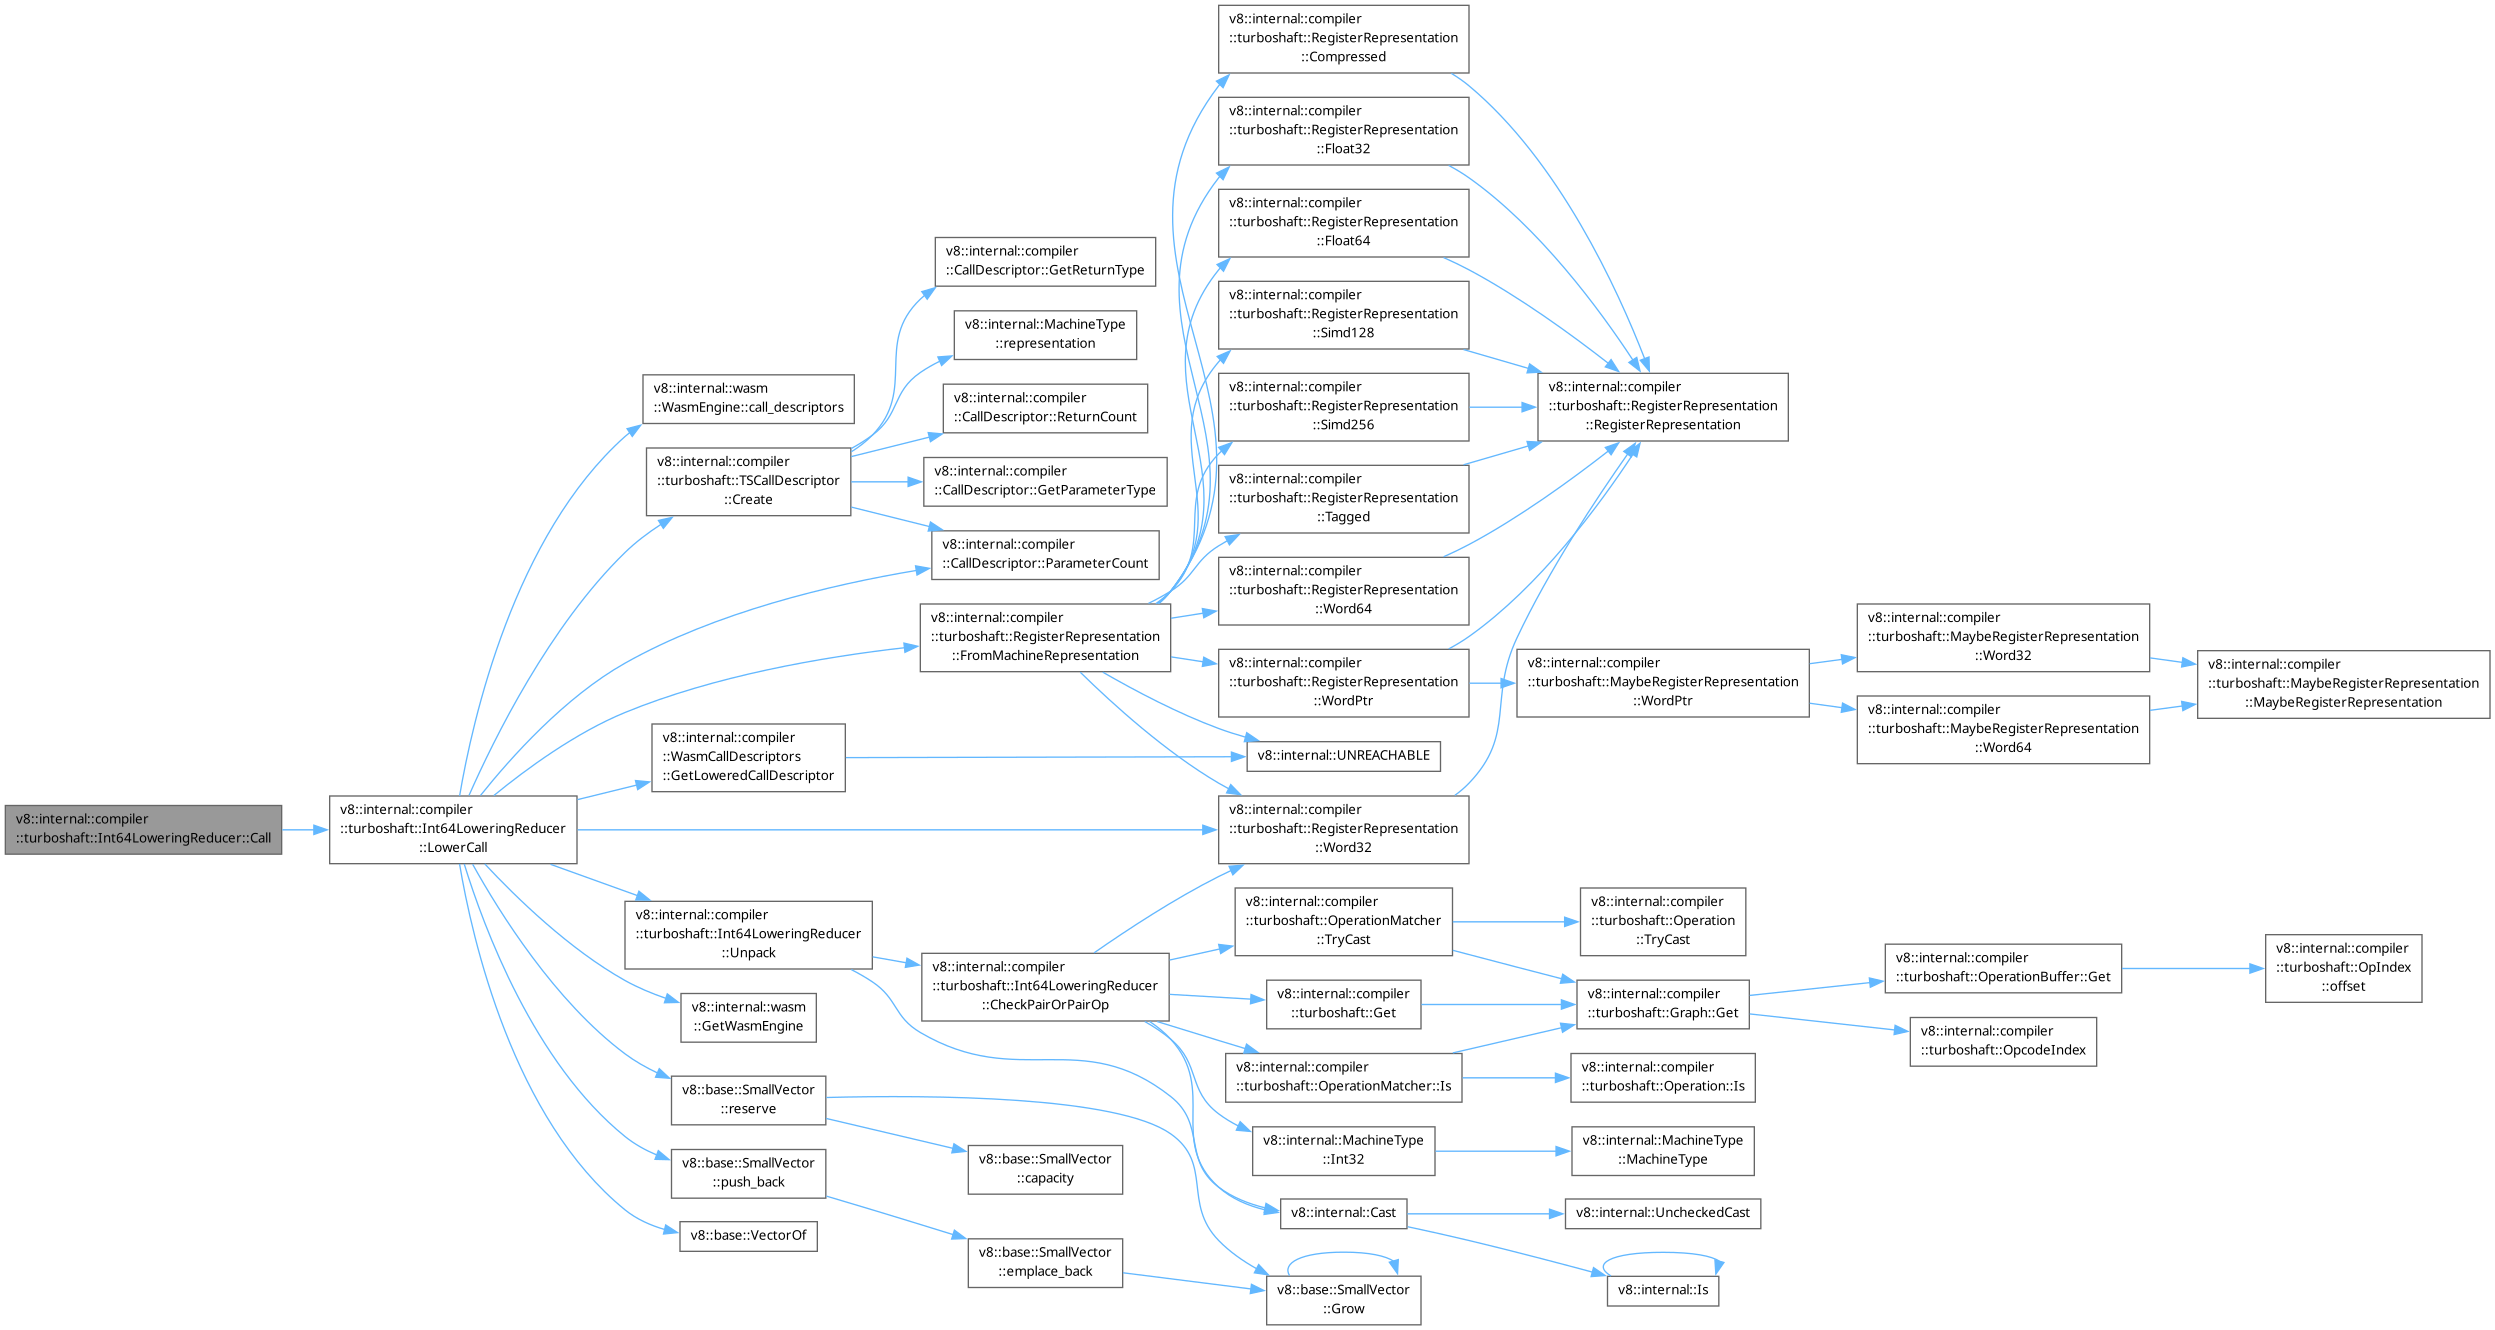 v8::internal::compiler
::turboshaft::Int64LoweringReducer::Call
v8::internal::compiler
::turboshaft::Int64LoweringReducer
::LowerCall
v8::internal::wasm
::WasmEngine::call_descriptors
v8::internal::compiler
::turboshaft::TSCallDescriptor
::Create
v8::internal::compiler
::WasmCallDescriptors
::GetLoweredCallDescriptor
v8::internal::compiler
::turboshaft::Int64LoweringReducer
::Unpack
v8::internal::wasm
::GetWasmEngine
v8::base::SmallVector
::reserve
v8::base::SmallVector
::push_back
v8::base::VectorOf
v8::internal::compiler
::CallDescriptor::GetReturnType
v8::internal::MachineType
::representation
v8::internal::compiler
::CallDescriptor::ReturnCount
v8::internal::compiler
::CallDescriptor::GetParameterType
v8::internal::compiler
::CallDescriptor::ParameterCount
v8::internal::compiler
::turboshaft::RegisterRepresentation
::FromMachineRepresentation
v8::internal::compiler
::turboshaft::Int64LoweringReducer
::CheckPairOrPairOp
v8::base::SmallVector
::capacity
v8::base::SmallVector
::emplace_back
v8::internal::compiler
::turboshaft::RegisterRepresentation
::Compressed
v8::internal::compiler
::turboshaft::RegisterRepresentation
::Float32
v8::internal::compiler
::turboshaft::RegisterRepresentation
::Float64
v8::internal::compiler
::turboshaft::RegisterRepresentation
::Simd128
v8::internal::compiler
::turboshaft::RegisterRepresentation
::Simd256
v8::internal::compiler
::turboshaft::RegisterRepresentation
::Tagged
v8::internal::compiler
::turboshaft::RegisterRepresentation
::Word64
v8::internal::compiler
::turboshaft::RegisterRepresentation
::WordPtr
v8::internal::UNREACHABLE
v8::internal::compiler
::turboshaft::RegisterRepresentation
::Word32
v8::internal::compiler
::turboshaft::OperationMatcher
::TryCast
v8::internal::compiler
::turboshaft::Get
v8::internal::compiler
::turboshaft::OperationMatcher::Is
v8::internal::MachineType
::Int32
v8::internal::Cast
v8::base::SmallVector
::Grow
v8::internal::compiler
::turboshaft::RegisterRepresentation
::RegisterRepresentation
v8::internal::compiler
::turboshaft::MaybeRegisterRepresentation
::WordPtr
v8::internal::compiler
::turboshaft::Operation
::TryCast
v8::internal::compiler
::turboshaft::Graph::Get
v8::internal::compiler
::turboshaft::Operation::Is
v8::internal::MachineType
::MachineType
v8::internal::UncheckedCast
v8::internal::Is
v8::internal::compiler
::turboshaft::MaybeRegisterRepresentation
::Word32
v8::internal::compiler
::turboshaft::MaybeRegisterRepresentation
::Word64
v8::internal::compiler
::turboshaft::OperationBuffer::Get
v8::internal::compiler
::turboshaft::OpcodeIndex
v8::internal::compiler
::turboshaft::MaybeRegisterRepresentation
::MaybeRegisterRepresentation
v8::internal::compiler
::turboshaft::OpIndex
::offset